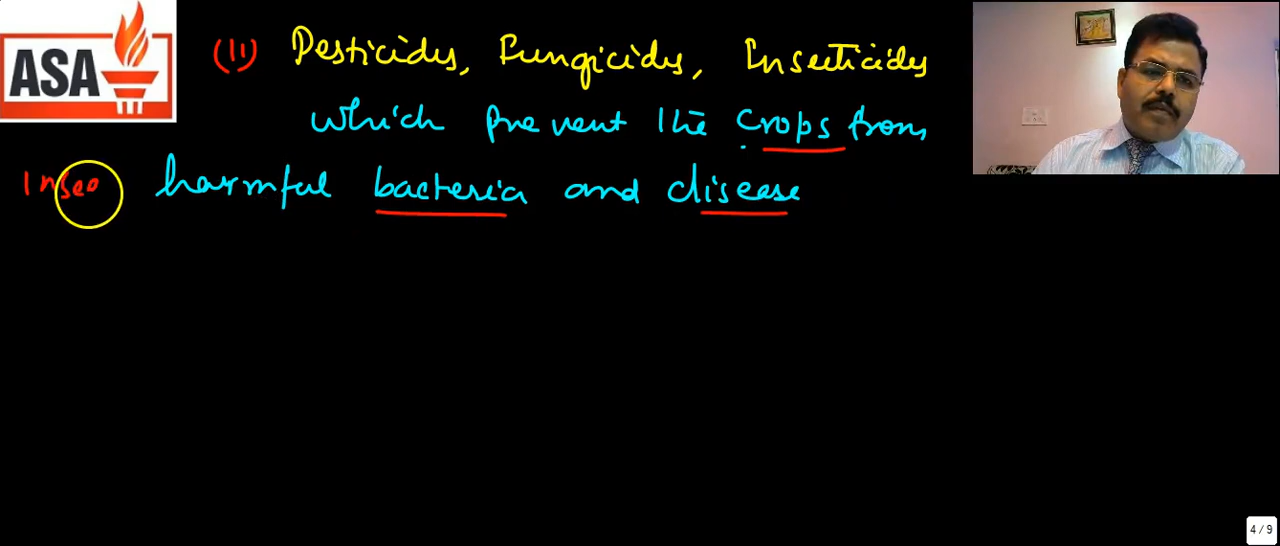 ASA
(11) Pesticides, Fungicides, Insecticides
which prevent the crops from
Inseo harmful bacteria and disease
4 / 9